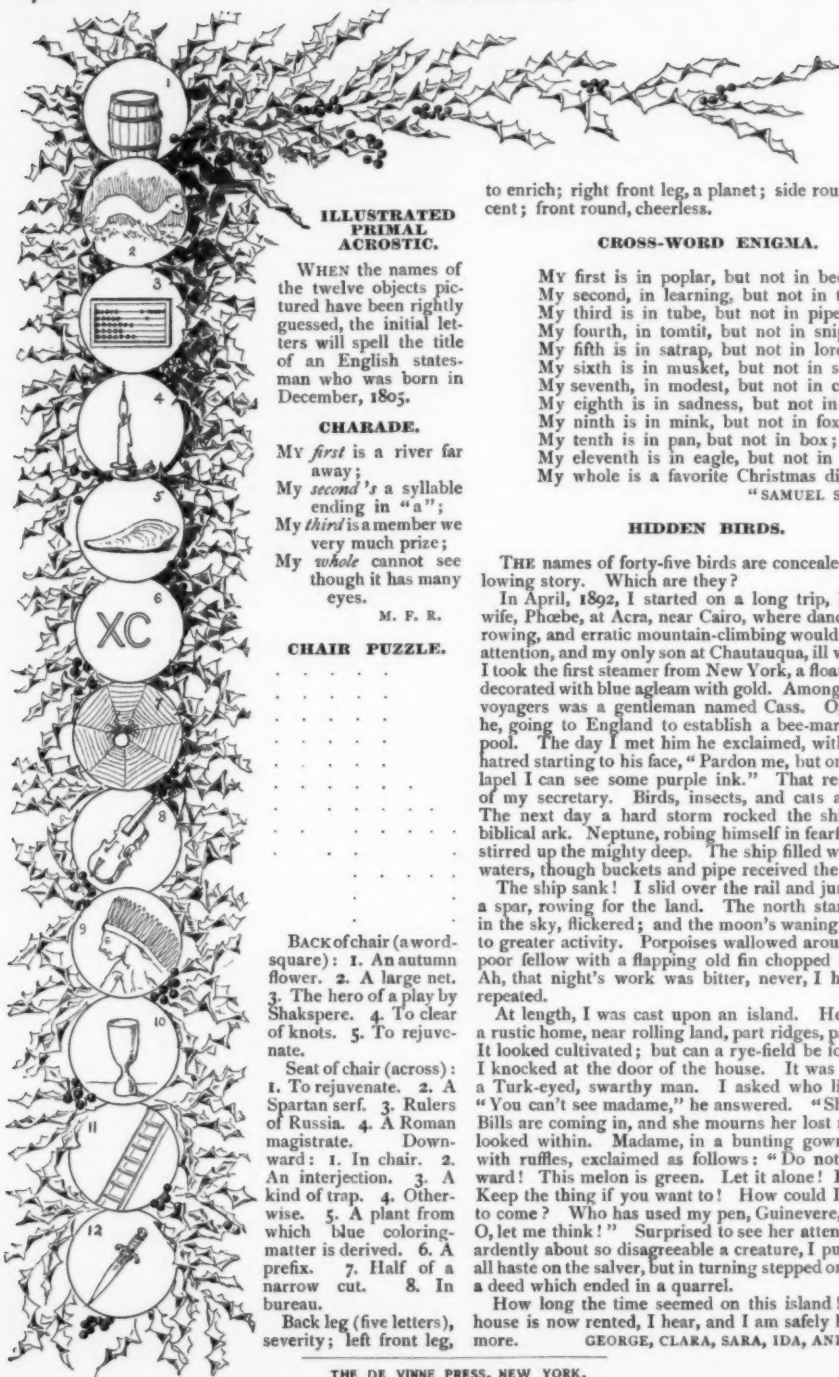 1
2
3
4
5
6
XC
7
8
9
10
11
12
ILLUSTRATED
PRIMAL
ACROSTIC.
WHEN the names of
the twelve objects pic-
tured have been rightly
guessed, the initial let-
ters will spell the title
of an English states-
man who was born in
December, 1805.
CHARADE.
MY first is a river far
away;
My second's a syllable
ending in "a";
My third is a member we
very much prize;
My whole cannot see
though it has many
eyes.
M. F. R.
CHAIR PUZZLE.
BACK of chair (a word-
square): 1. An autumn
flower. 2. A large net.
3. The hero of a play by
Shakspere. 4. To clear
of knots. 5. To rejuve-
nate.
Seat of chair (across):
1. To rejuvenate. 2. A
Spartan serf. 3. Rulers
of Russia. 4. A Roman
magistrate. Down-
ward: 1. In chair. 2.
An interjection. 3. A
kind of trap. 4. Other-
wise. 5. A plant from
which blue coloring-
matter is derived. 6. A
prefix. 7. Half of a
narrow cut. 8. In
bureau.
Back leg (five letters),
severity; left front leg,
to enrich; right front leg, a planet; side rou
cent; front round, cheerless.
CROSS-WORD ENIGMA.
MY first is in poplar, but not in be
My second, in learning, but not in
My third is in tube, but not in pipe
My fourth, in tomtit, but not in sni
My fifth is in satrap, but not in lor
My sixth is in musket, but not in s
My seventh, in modest, but not in c
My eighth is in sadness, but not in
My ninth is in mink, but not in fox
My tenth is in pan, but not in box;
My eleventh is in eagle, but not in
My whole is a favorite Christmas di
"SAMUEL S
HIDDEN BIRDS.
THE names of forty-five birds are conceale
lowing story. Which are they?
In April, 1892, I started on a long trip,
wife, Phœbe, at Acra, near Cairo, where danc
rowing, and erratic mountain-climbing would
attention, and my only son at Chautauqua, ill v
I took the first steamer from New York, a floa
decorated with blue agleam with gold. Among
voyagers was a gentleman named Cass. O
he, going to England to establish a bee-mar
pool. The day I met him he exclaimed, with
hatred starting to his face, "Pardon me, but on
lapel I can see some purple ink." That re
of my secretary. Birds, insects, and cats a
The next day a hard storm rocked the sh
biblical ark. Neptune, robing himself in fearf
stirred up the mighty deep. The ship filled w
waters, though buckets and pipe received the
The ship sank! I slid over the rail and ju
a spar, rowing for the land. The north star
in the sky, flickered; and the moon's waning
to greater activity. Porpoises wallowed arou
poor fellow with a flapping old fin chopped
Ah, that night's work was bitter, never, I h
repeated.
At length, I was cast upon an island. He
a rustic home, near rolling land, part ridges, p
It looked cultivated; but can a rye-field be fo
I knocked at the door of the house. It was
a Turk-eyed, swarthy man. I asked who li
"You can't see madame," he answered. "Sh
Bills are coming in, and she mourns her lost
looked within. Madame, in a bunting gow
with ruffles, exclaimed as follows: "Do not
ward! This melon is green. Let it alone!
Keep the thing if you want to! How could I
to come? Who has used my pen, Guinevere,
O, let me think!" Surprised to see her atten
ardently about so disagreeable a creature, I pu
all haste on the salver, but in turning stepped on
a deed which ended in a quarrel.
How long the time seemed on this island
house is now rented, I hear, and I am safely
more. GEORGE, CLARA, SARA, IDA, AN
THE DE VINNE PRESS, NEW YORK.